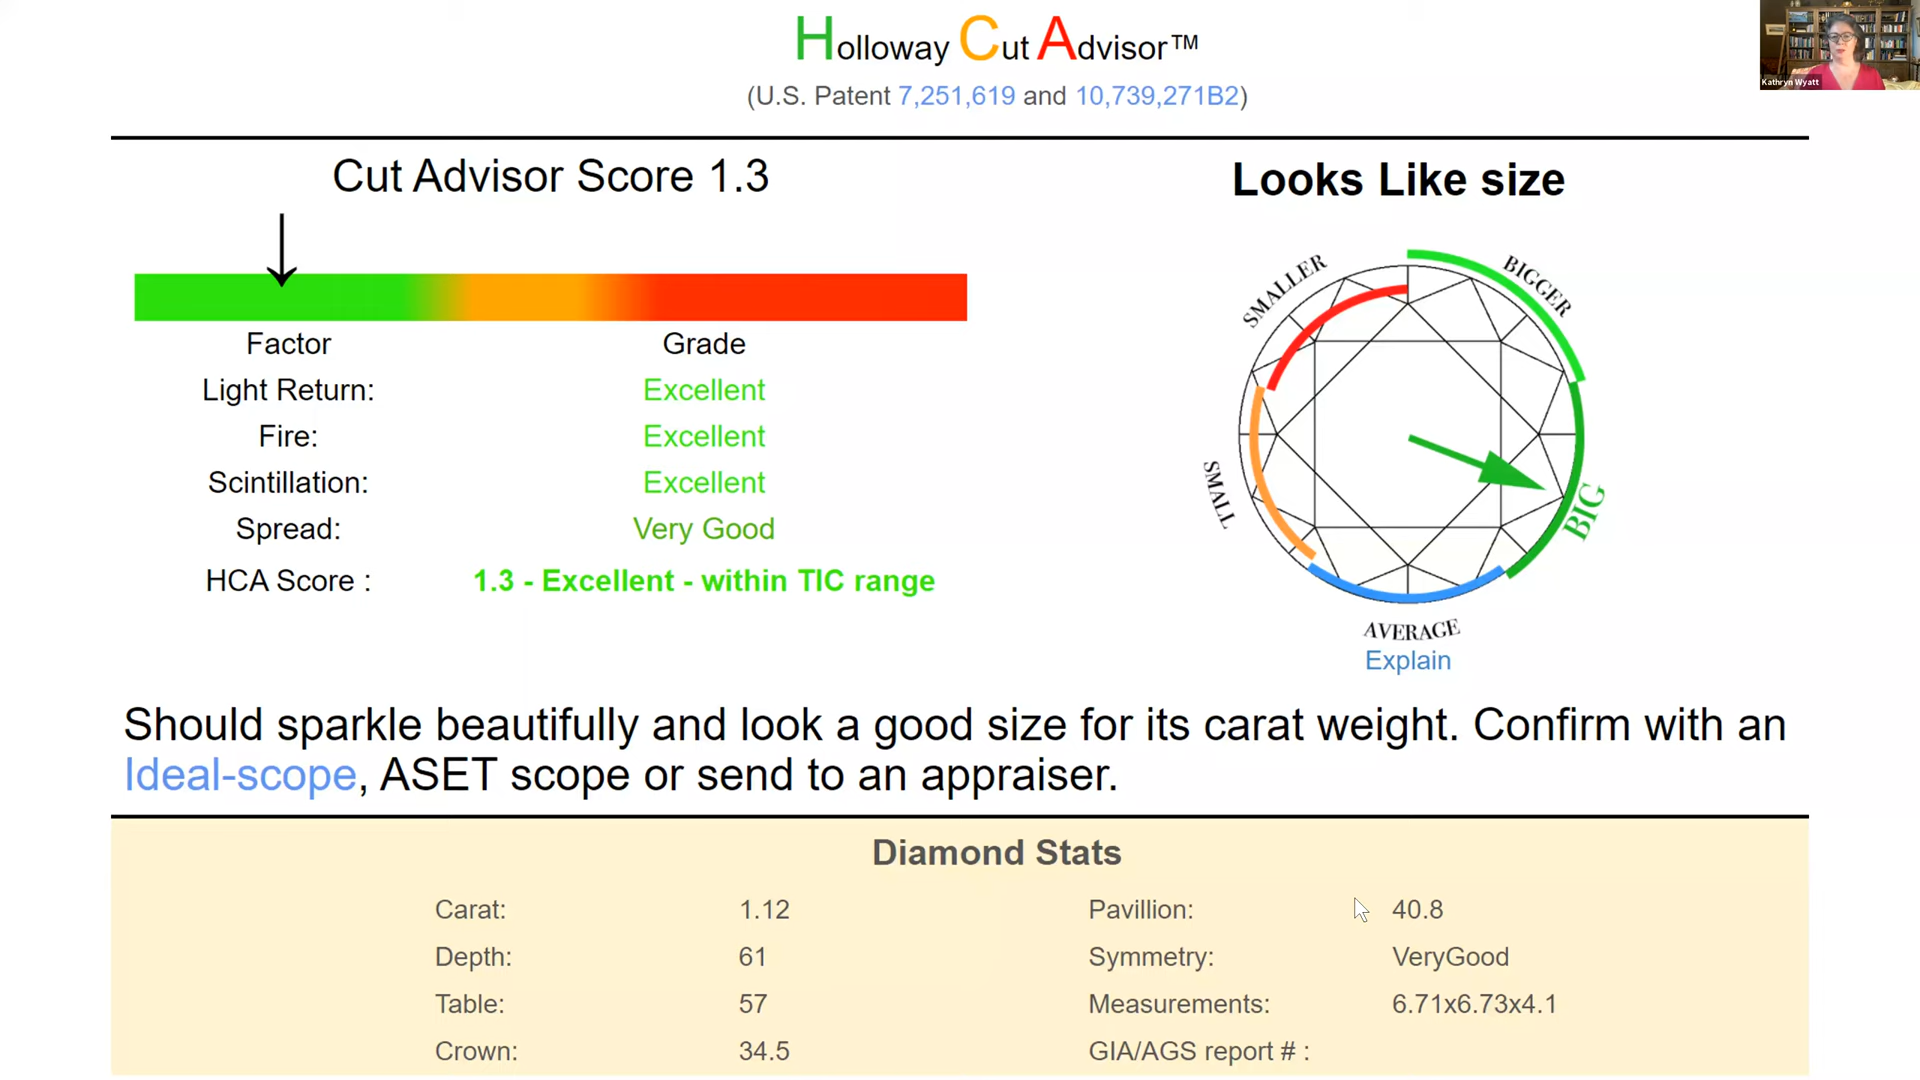 Holloway Cut Advisor™
(U.S. Patent 7,251,619 and 10,739,271B2)
Kathryn Wyatt
Cut Advisor Score 1.3
Looks Like size
Factor Grade
Light Return: Excellent
Fire: Excellent
Scintillation: Excellent
Spread: Very Good
HCA Score : 1.3 - Excellent - within TIC range
SMALLER
BIGGER
SMALL
BIG
AVERAGE
Explain
Should sparkle beautifully and look a good size for its carat weight. Confirm with an
Ideal-scope, ASET scope or send to an appraiser.
Diamond Stats
Carat: 1.12 Pavillion: 40.8
Depth: 61 Symmetry: VeryGood
Table: 57 Measurements: 6.71x6.73x4.1
Crown: 34.5 GIA/AGS report # :